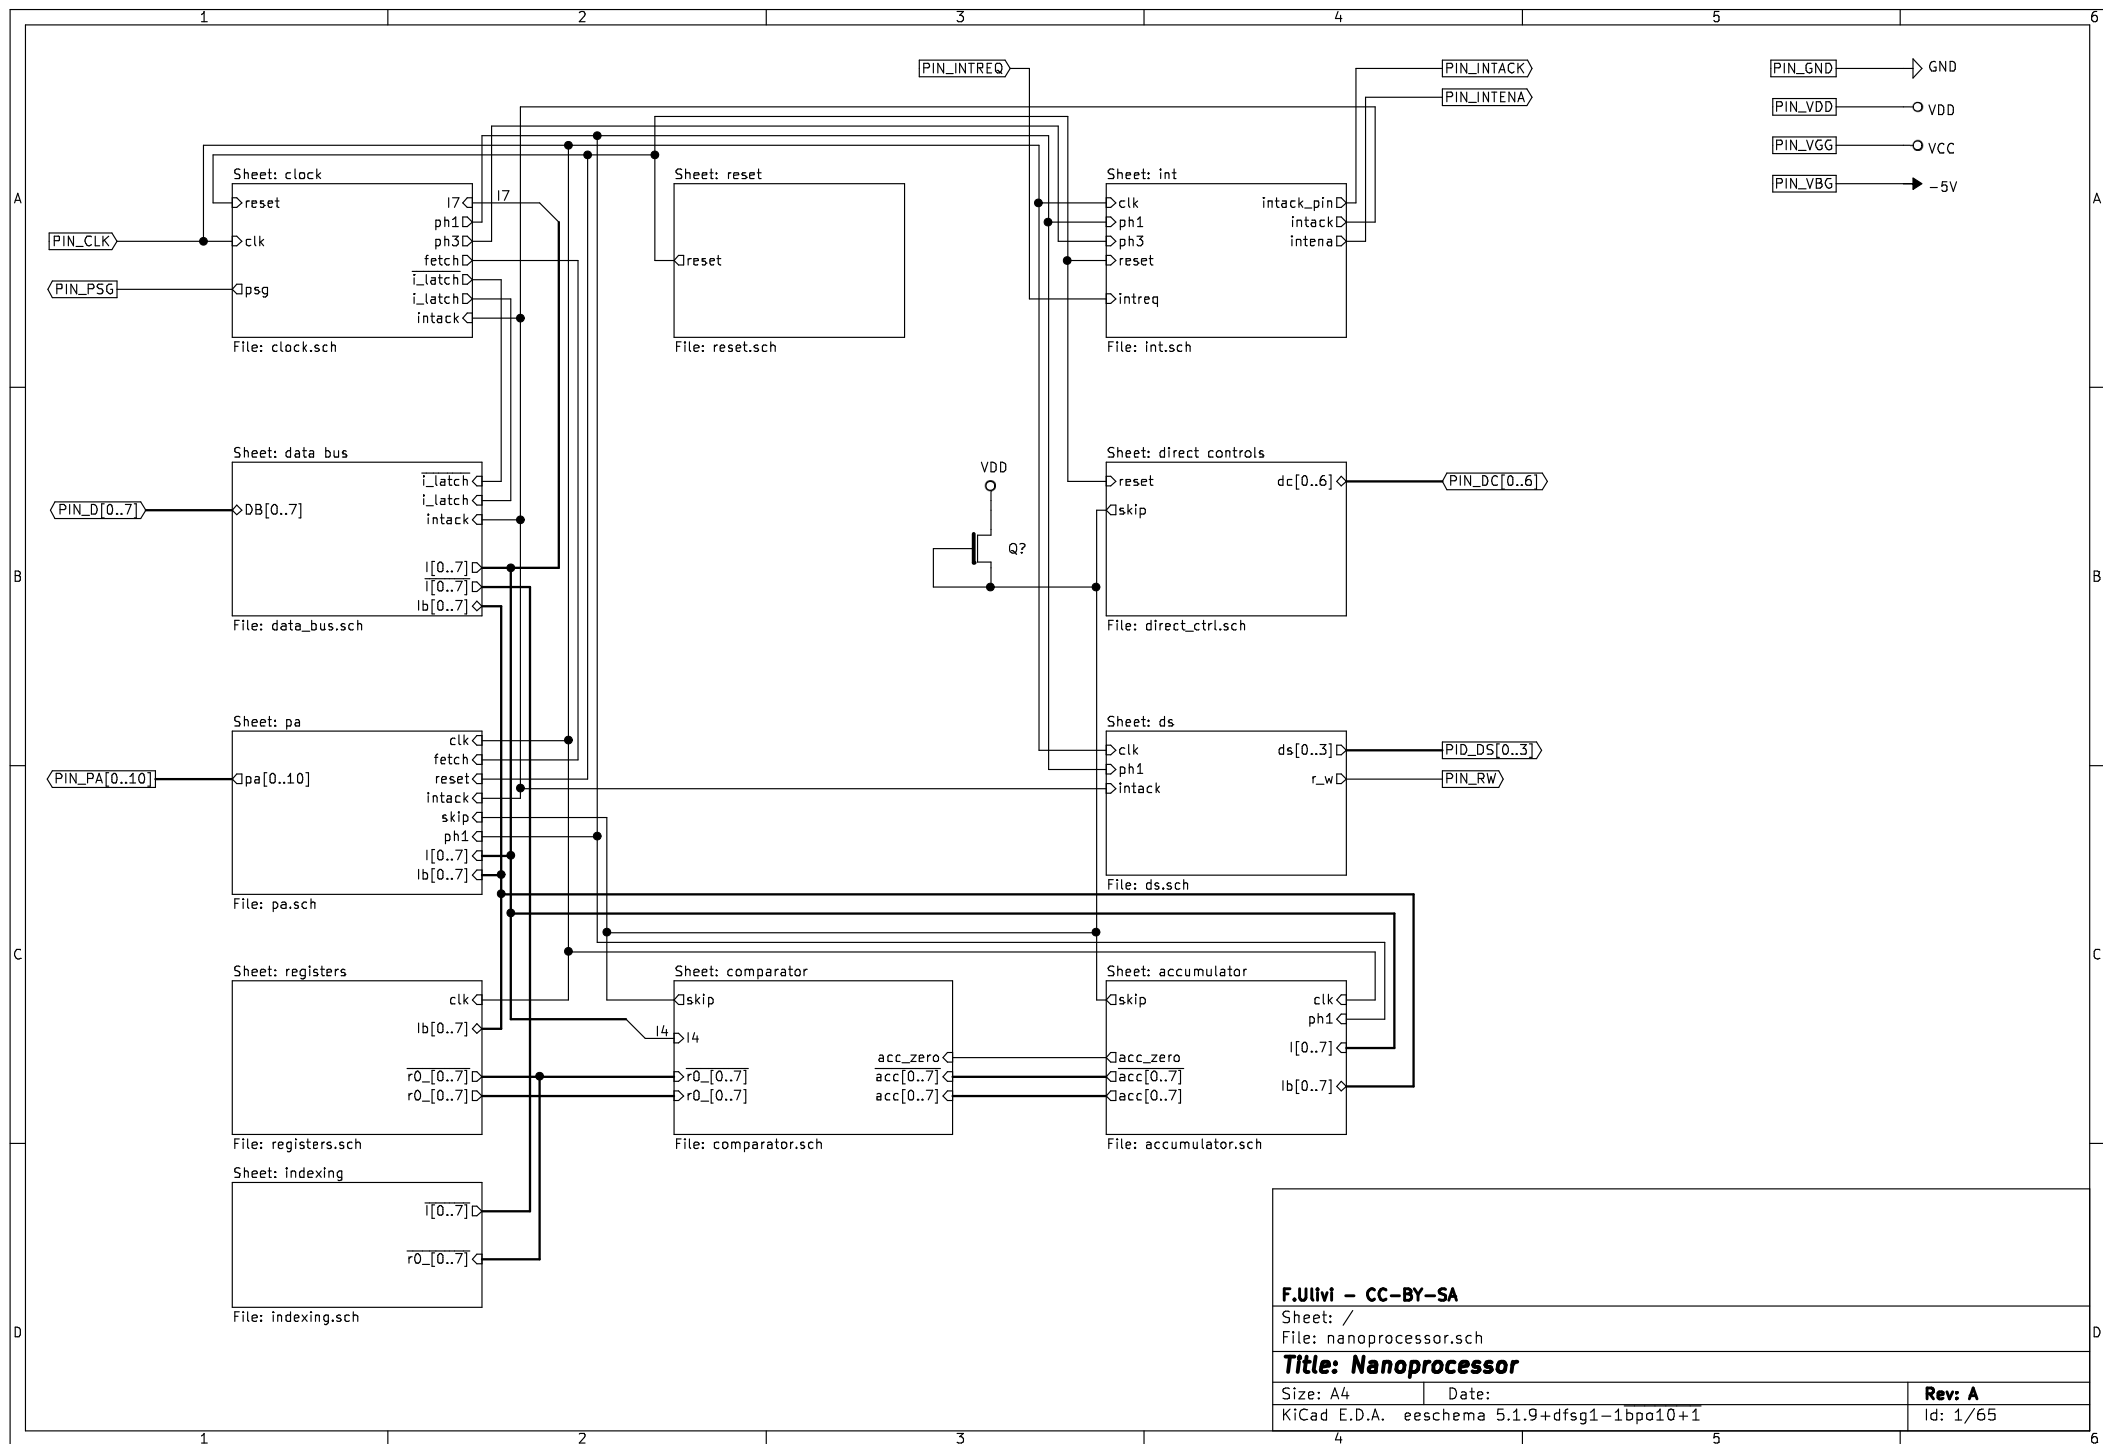 1 2 3 4 5 6
PIN_INTREQ
PIN_INTACK
PIN_INTENA
PIN_GND GND
PIN_VDD VDD
PIN_VGG VCC
PIN_VBG -5V
A A
PIN_CLK
PIN_PSG
Sheet: clock
reset
clk
psg
I7 I7
ph1
ph3
fetch
i_latch
i_latch
intack
File: clock.sch
Sheet: reset
reset
File: reset.sch
Sheet: int
clk
ph1
ph3
reset
intreq
intack_pin
intack
intena
File: int.sch
B B
PIN_D[0..7]
Sheet: data bus
DB[0..7]
i_latch
i_latch
intack
I[0..7]
I[0..7]
Ib[0..7]
File: data_bus.sch
VDD
Q?
Sheet: direct controls
reset
skip
dc[0..6]
PIN_DC[0..6]
File: direct_ctrl.sch
PIN_PA[0..10]
Sheet: pa
pa[0..10]
clk
fetch
reset
intack
skip
ph1
I[0..7]
Ib[0..7]
File: pa.sch
Sheet: ds
clk
ph1
intack
ds[0..3]
r_w
PID_DS[0..3]
PIN_RW
File: ds.sch
C C
Sheet: registers
clk
Ib[0..7]
r0_[0..7]
r0_[0..7]
File: registers.sch
Sheet: comparator
skip
I4 I4
r0_[0..7]
r0_[0..7]
acc_zero
acc[0..7]
acc[0..7]
File: comparator.sch
Sheet: accumulator
skip
acc_zero
acc[0..7]
acc[0..7]
clk
ph1
I[0..7]
Ib[0..7]
File: accumulator.sch
Sheet: indexing
I[0..7]
r0_[0..7]
File: indexing.sch
D D
F.Ulivi - CC-BY-SA
Sheet: /
File: nanoprocessor.sch
Title: Nanoprocessor
Size: A4 Date: Rev: A
KiCad E.D.A. eeschema 5.1.9+dfsg1-1bpo10+1 Id: 1/65
1 2 3 4 5 6